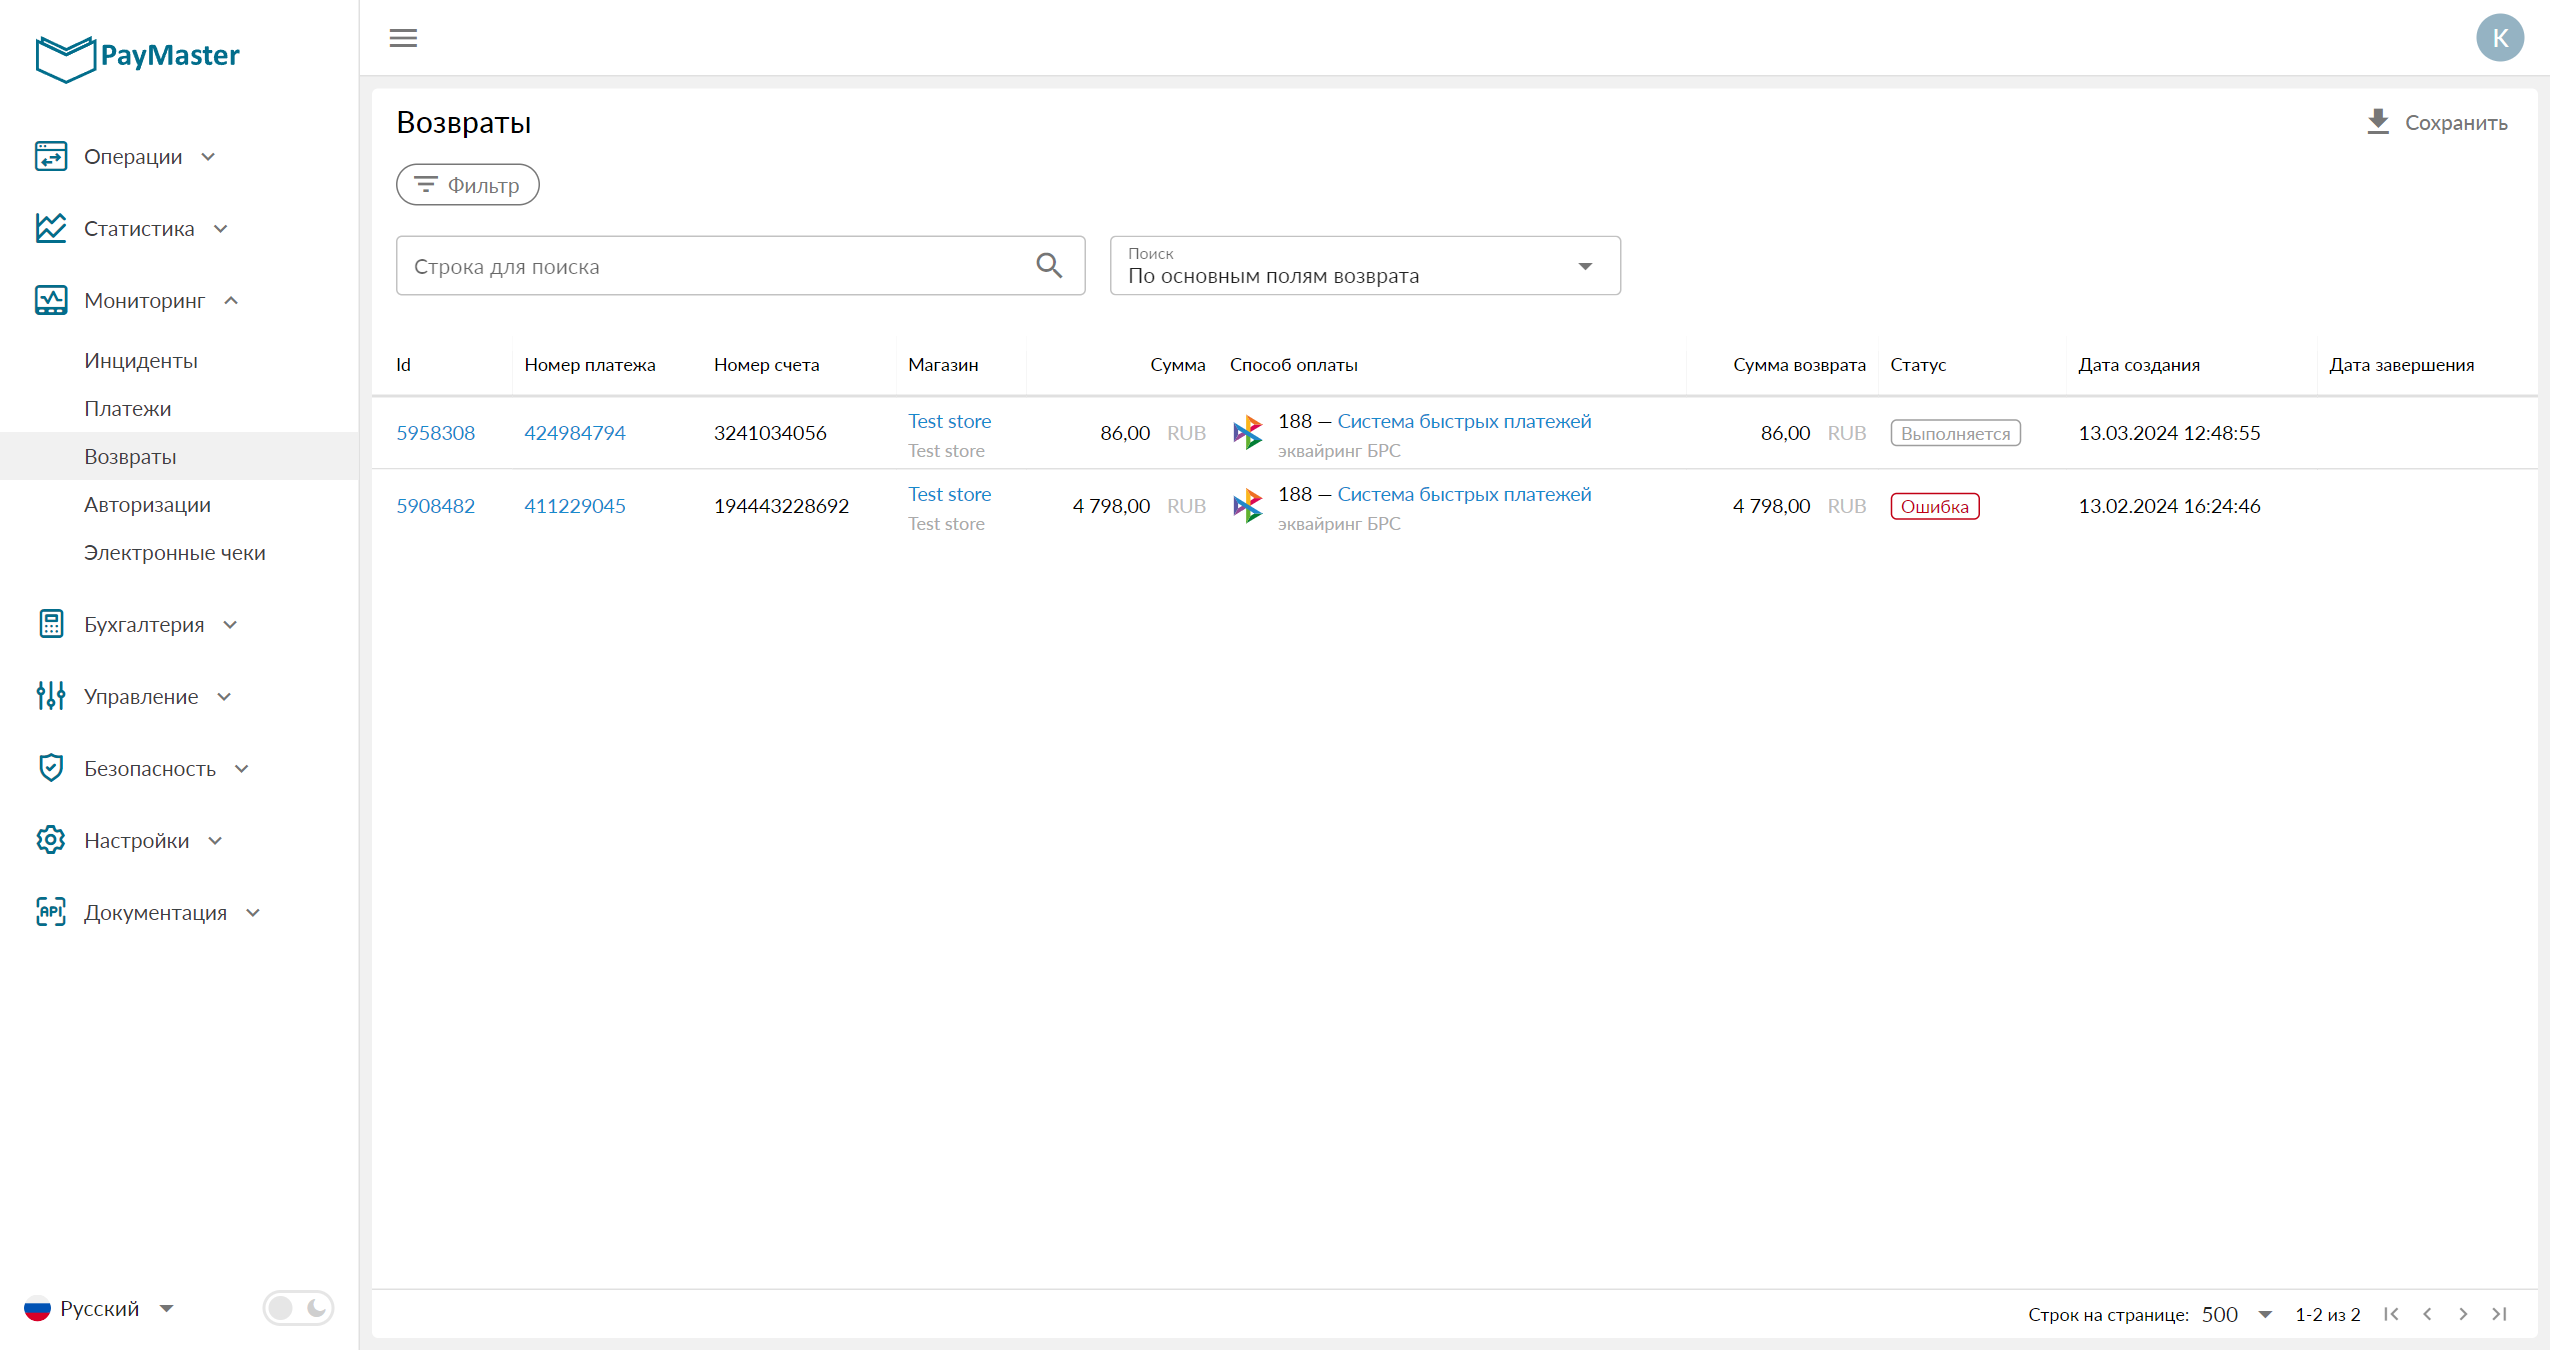 PayMaster
K
Операции
Статистика
Мониторинг
Инциденты
Платежи
Возвраты
Авторизации
Электронные чеки
Бухгалтерия
Управление
Безопасность
Настройки
API Документация
Русский
Возвраты
Сохранить
Фильтр
Строка для поиска
Поиск
По основным полям возврата
Id Номер платежа Номер счета Магазин Сумма Способ оплаты Сумма возврата Статус Дата создания Дата завершения
5958308 424984794 3241034056 Test store 86,00 RUB 188 — Система быстрых платежей 86,00 RUB Выполняется 13.03.2024 12:48:55
Test store эквайринг БРС
5908482 411229045 194443228692 Test store 4 798,00 RUB 188 — Система быстрых платежей 4 798,00 RUB Ошибка 13.02.2024 16:24:46
Test store эквайринг БРС
Строк на странице: 500 1-2 из 2